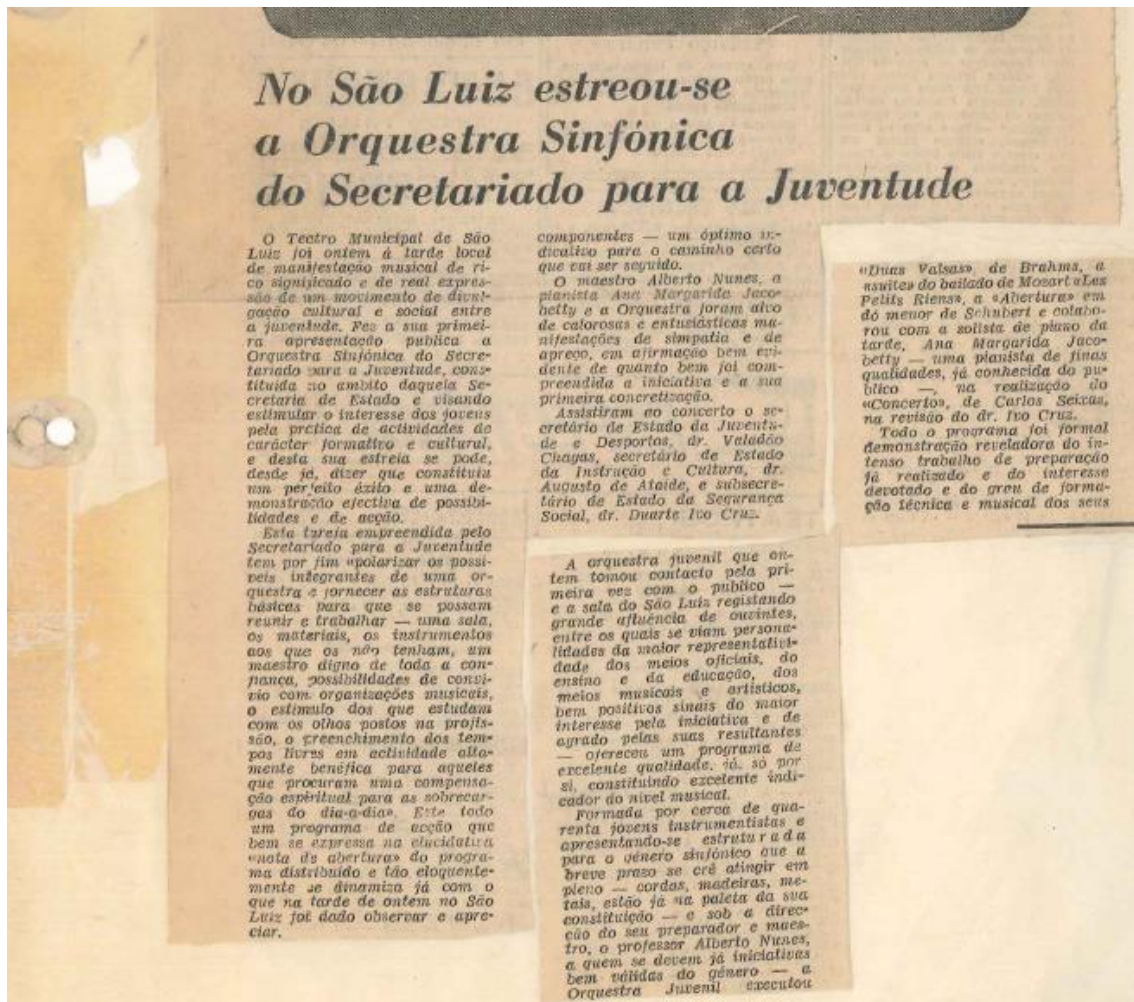 No São Luiz estreou-se
a Orquestra Sinfónica
do Secretariado para a Juventude
O Teatro Municipal de São
Luiz foi ontem à tarde local
de manifestação musical de ri-
co significado e de real expres-
são de um movimento de divul-
gação cultural e social entre
a juventude. Fez a sua primei-
ra apresentação publica a
Orquestra Sinfónica do Secre-
tariado para a Juventude, cons-
tituída no ambito daquela Se-
cretaria de Estado e visando
estimular o interesse dos jovens
pela prática de actividades de
carácter formativo e cultural,
e desta sua estreia se pode,
desde já, dizer que constituiu
um perfeito êxito e uma de-
monstração efectiva de possibi-
lidades e de acção.
Esta tarefa empreendida pelo
Secretariado para a Juventude
tem por fim «polarizar os possí-
veis integrantes de uma or-
questra e fornecer as estruturas
básicas para que se possam
reunir e trabalhar — uma sala,
os materiais, os instrumentos
aos que os não tenham, um
maestro digno de toda a con-
fiança, possibilidades de conví-
vio com organizações musicais,
o estímulo dos que estudam
com os olhos postos na profis-
são, o preenchimento dos tem-
pos livres em actividade alta-
mente benéfica para aqueles
que procuram uma compensa-
ção espiritual para as sobrecar-
gas do dia-a-dia». Este todo
um programa de acção que
bem se expressa na elucidativa
«nota de abertura» do progra-
ma distribuído e tão eloquente-
mente se dinamiza já com o
que na tarde de ontem no São
Luiz foi dado observar e apre-
ciar.
A orquestra juvenil que on-
tem tomou contacto pela pri-
meira vez com o publico —
e a sala do São Luiz registando
grande afluência de ouvintes,
entre os quais se viam persona-
lidades da maior representativi-
dade dos meios oficiais, do
ensino e da educação, dos
meios musicais e artísticos,
bem positivos sinais do maior
interesse pela iniciativa e de
agrado pelas suas resultantes
— ofereceu um programa de
excelente qualidade, já, só por
si, constituindo excelente indi-
cador do nível musical.
Formada por cerca de qua-
renta jovens instrumentistas e
apresentando-se estruturada
para o género sinfónico que a
breve prazo se crê atingir em
pleno — cordas, madeiras, me-
tais, estão já na paleta da sua
constituição — e sob a direc-
ção do seu preparador e maes-
tro, o professor Alberto Nunes,
a quem se devem já iniciativas
bem válidas do género — a
Orquestra Juvenil executou
«Duas Valsas» de Brahms, a
«suite» do bailado de Mozart «Les
Petits Riens», a «Abertura» em
dó menor de Schubert e colabo-
rou com a solista de piano da
tarde, Ana Margarida Jaco-
betty — uma pianista de finas
qualidades, já conhecida do pu-
blico —, na realização do
«Concerto», de Carlos Seixas,
na revisão do dr. Ivo Cruz.
Todo o programa foi formal
demonstração reveladora do in-
tenso trabalho de preparação
já realizado e do interesse
devotado e do grau de forma-
ção técnica e musical dos seus
componentes — um óptimo in-
dicativo para o caminho certo
que vai ser seguido.
O maestro Alberto Nunes, a
pianista Ana Margarida Jaco-
betty e a Orquestra foram alvo
de calorosas e entusiásticas ma-
nifestações de simpatia e de
apreço, em afirmação bem evi-
dente de quanto bem foi com-
preendida a iniciativa e a sua
primeira concretização.
Assistiram ao concerto o se-
cretário de Estado da Juventu-
de e Desportos, dr. Valadão
Chagas, secretário de Estado
da Instrução e Cultura, dr.
Augusto de Ataíde, e subsecre-
tário de Estado da Segurança
Social, dr. Duarte Ivo Cruz.